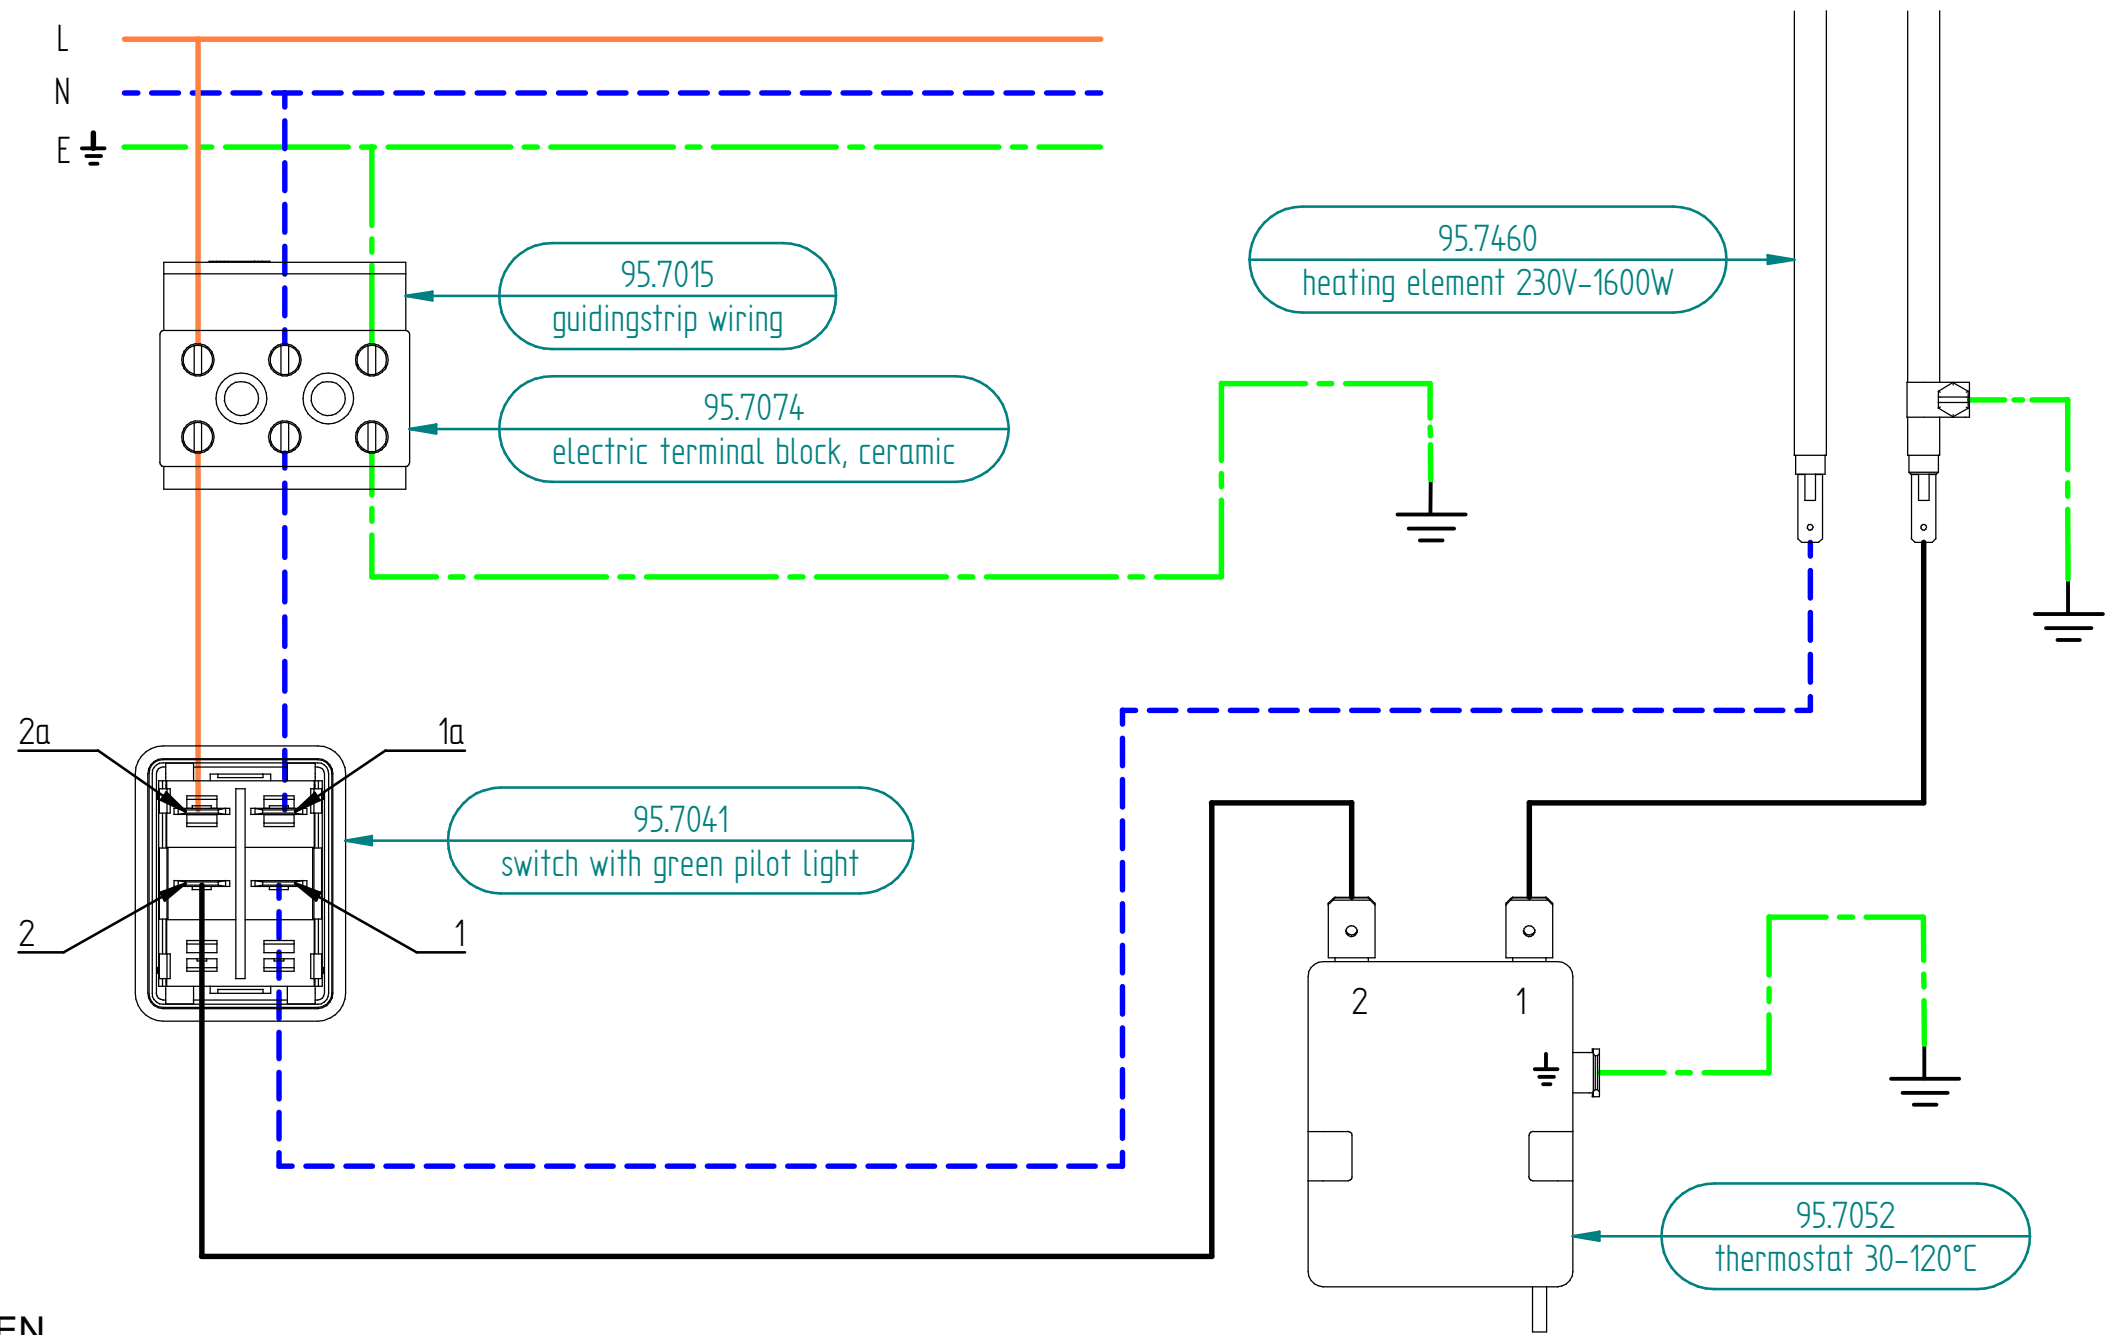 L
N
E
95.7015
guidingstrip wiring
95.7460
heating element 230V-1600W
95.7074
electric terminal block, ceramic
2a
1a
95.7041
switch with green pilot light
2
1
2
1
95.7052
thermostat 30-120°C
EN